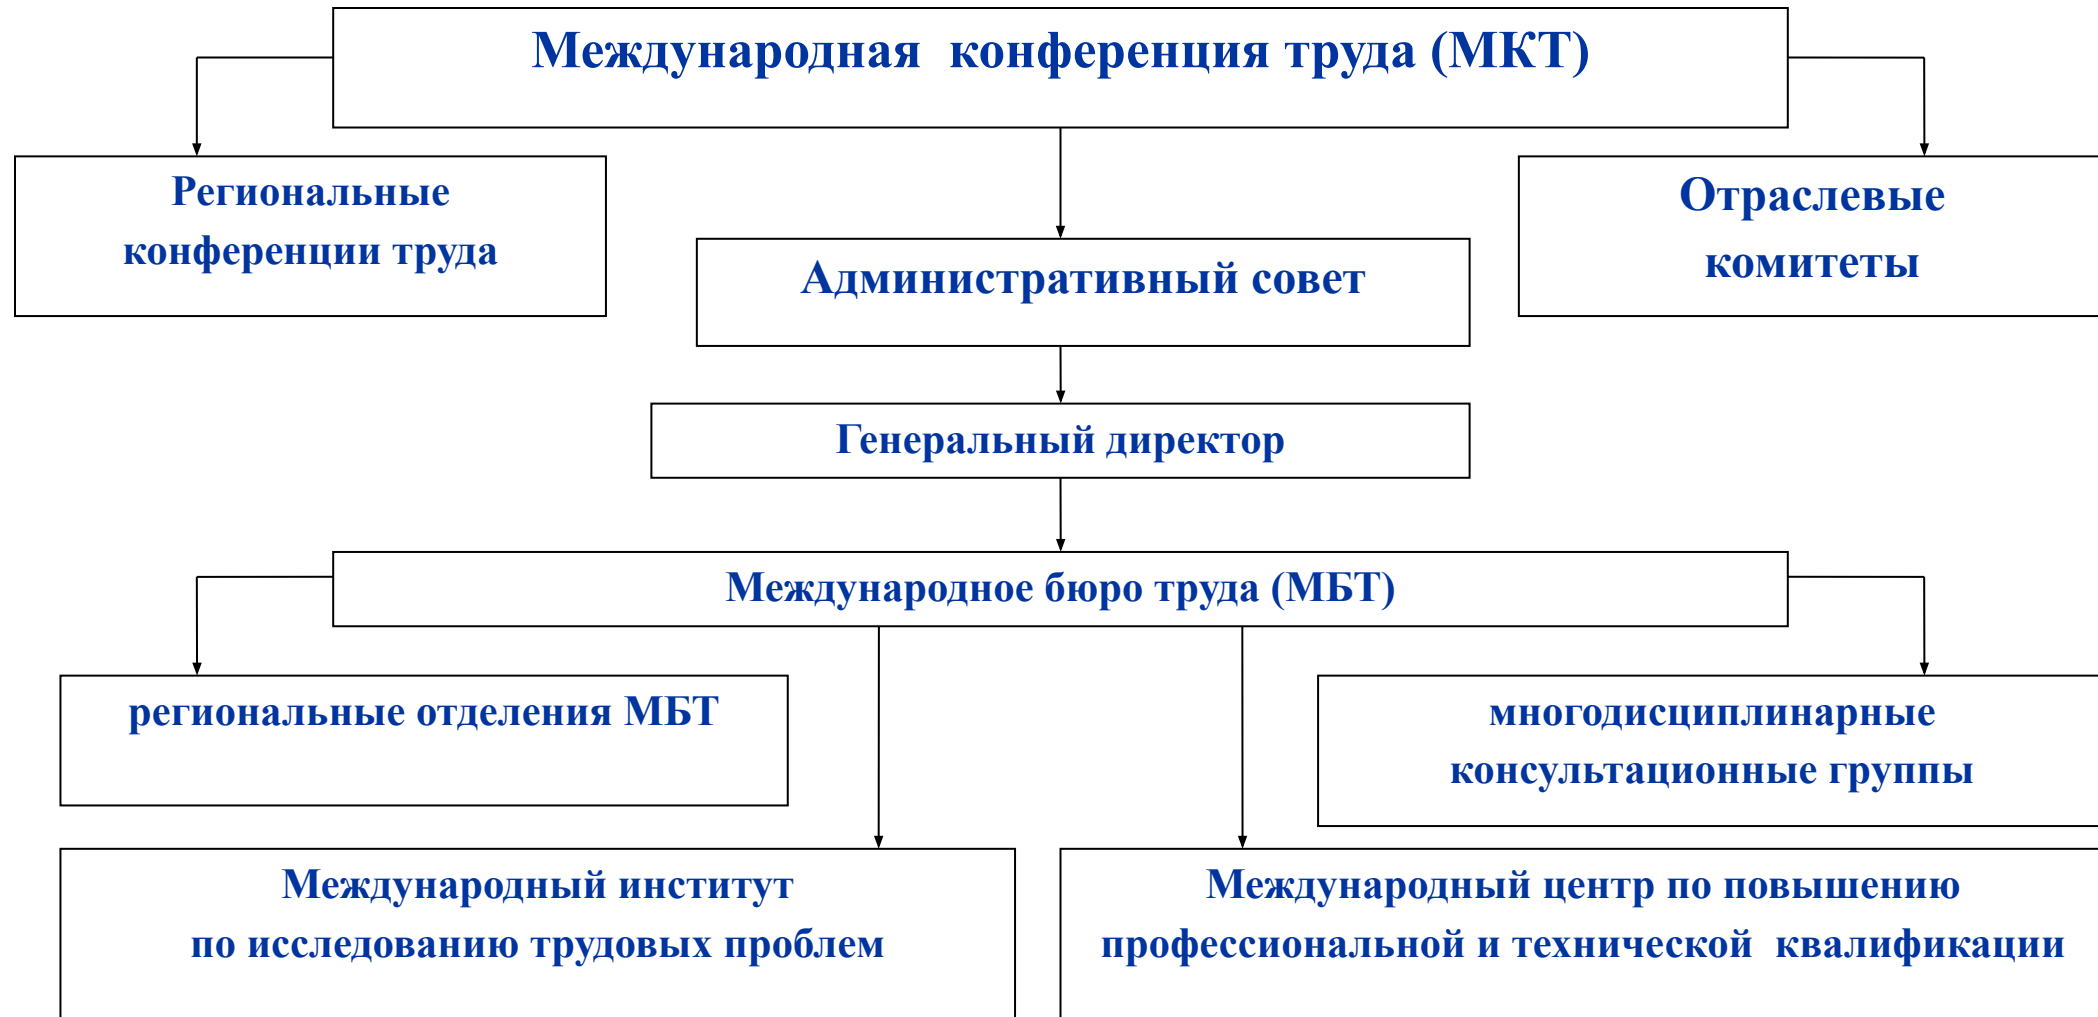 Международная конференция труда (МКТ)
Региональные
конференции труда
Отраслевые
комитеты
Административный совет
Генеральный директор
Международное бюро труда (МБТ)
региональные отделения МБТ
многодисциплинарные
консультационные группы
Международный институт
по исследованию трудовых проблем
Международный центр по повышению
профессиональной и технической квалификации